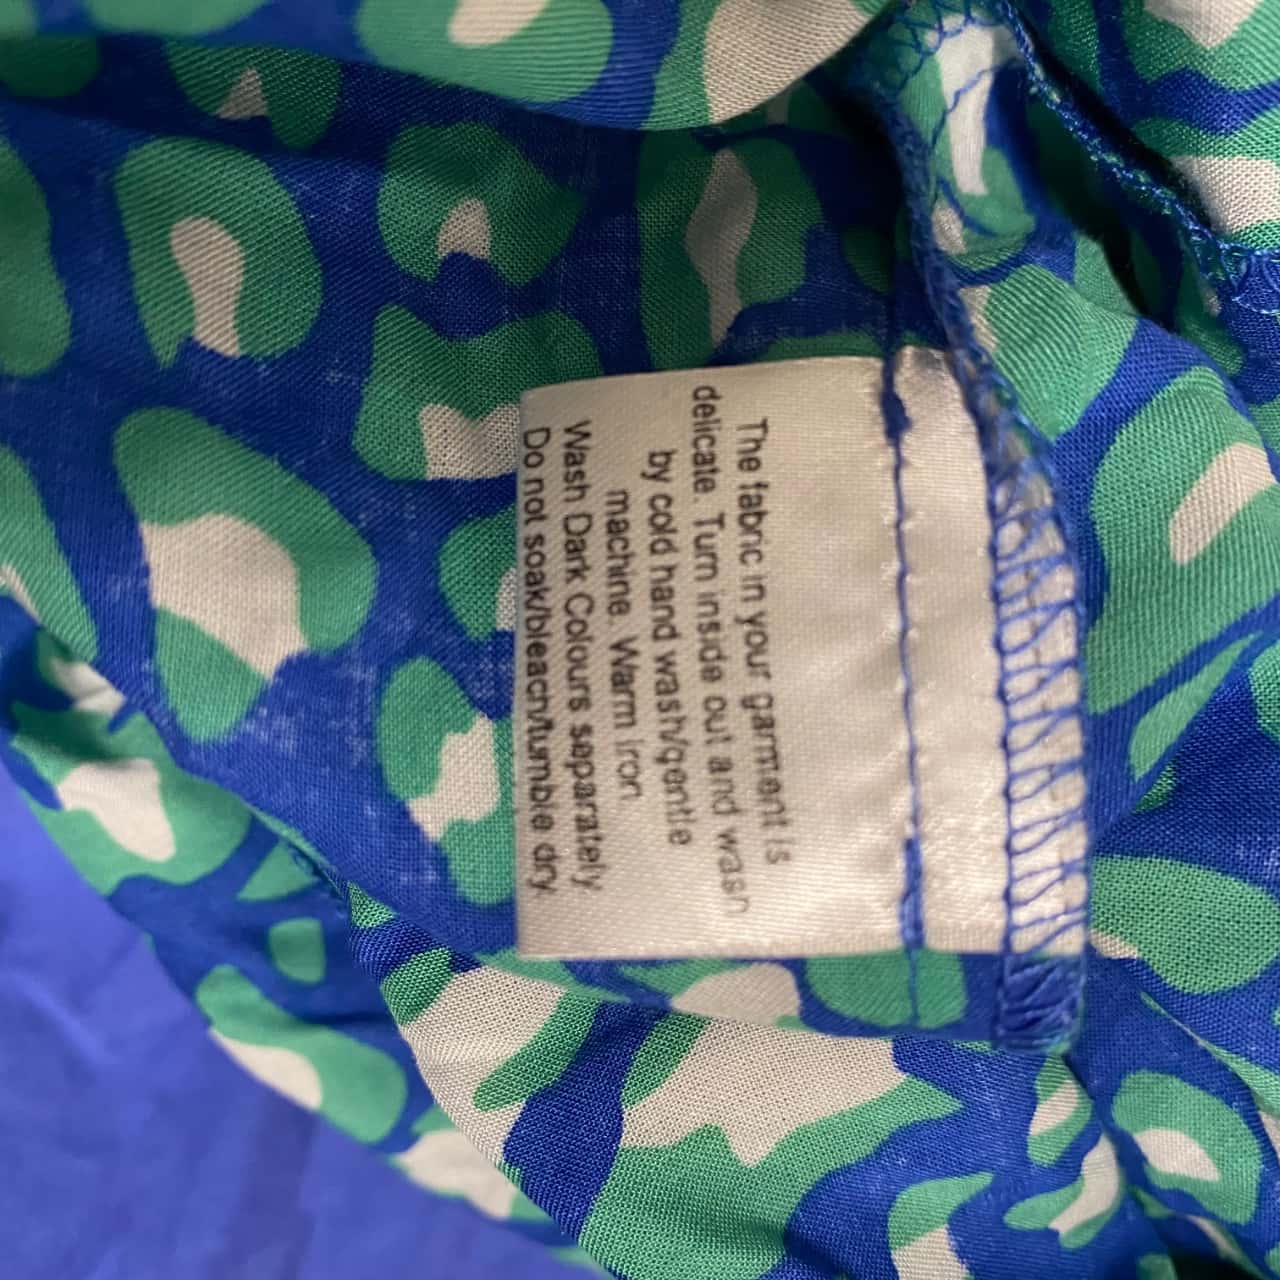 The fabric in your garment is
delicate. Turn inside out and wash
by cold hand wash/gentle
machine. Warm iron
Wash Dark Colours separately
Do not soak/bleach/tumble dry